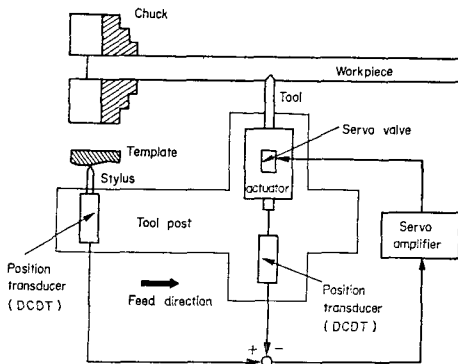 Chuck
Workpiece
Tool
Servo valve
Template
Stylus
actuator
Tool post
Servo
amplifier
Position
transducer
(DCDT)
Feed direction
Position
transducer
(DCDT)
+ -